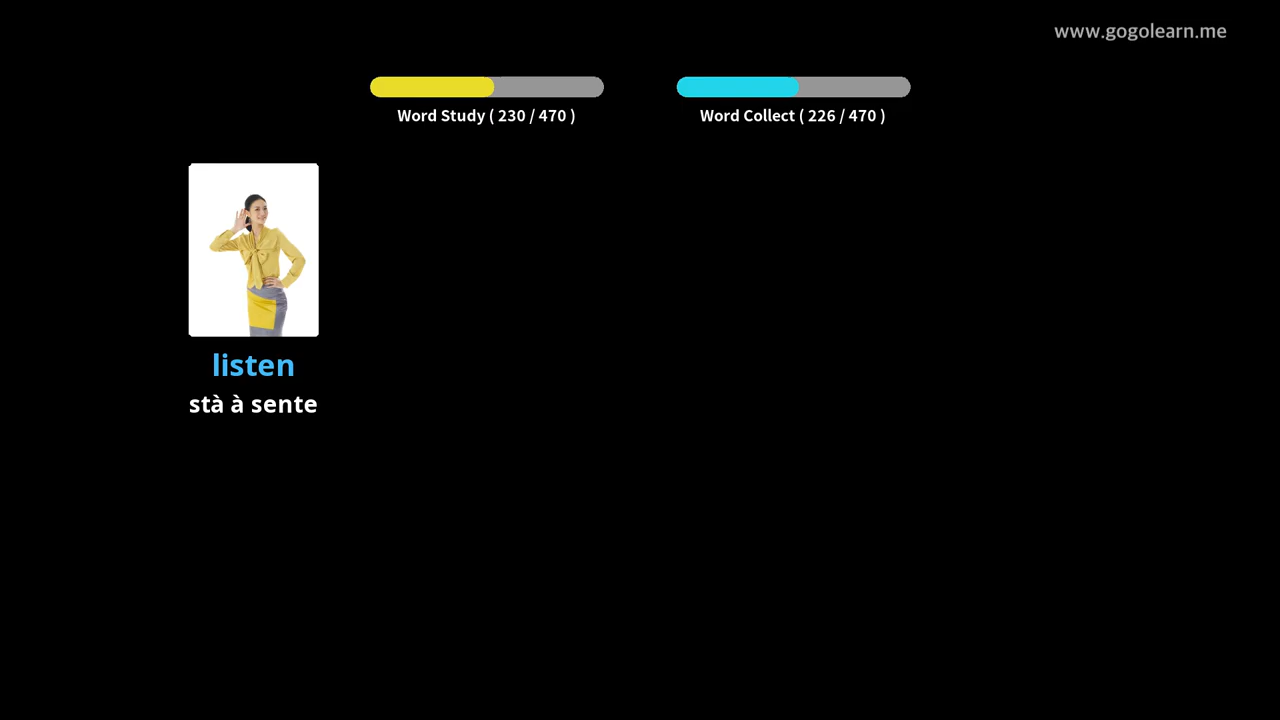 www.gogolearn.me
Word Study ( 230 / 470 )
Word Collect ( 226 / 470 )
listen
stà à sente